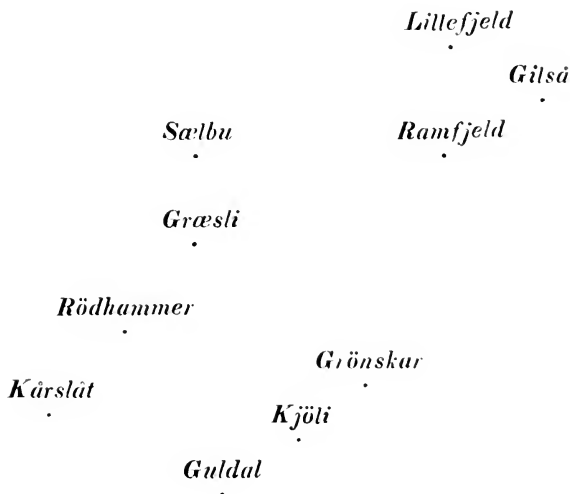 Lillefjeld
Gilså
Sælbu
Ramfjeld
Græsli
Rödhammer
Grönskar
Kårslåt
Kjöli
Guldal